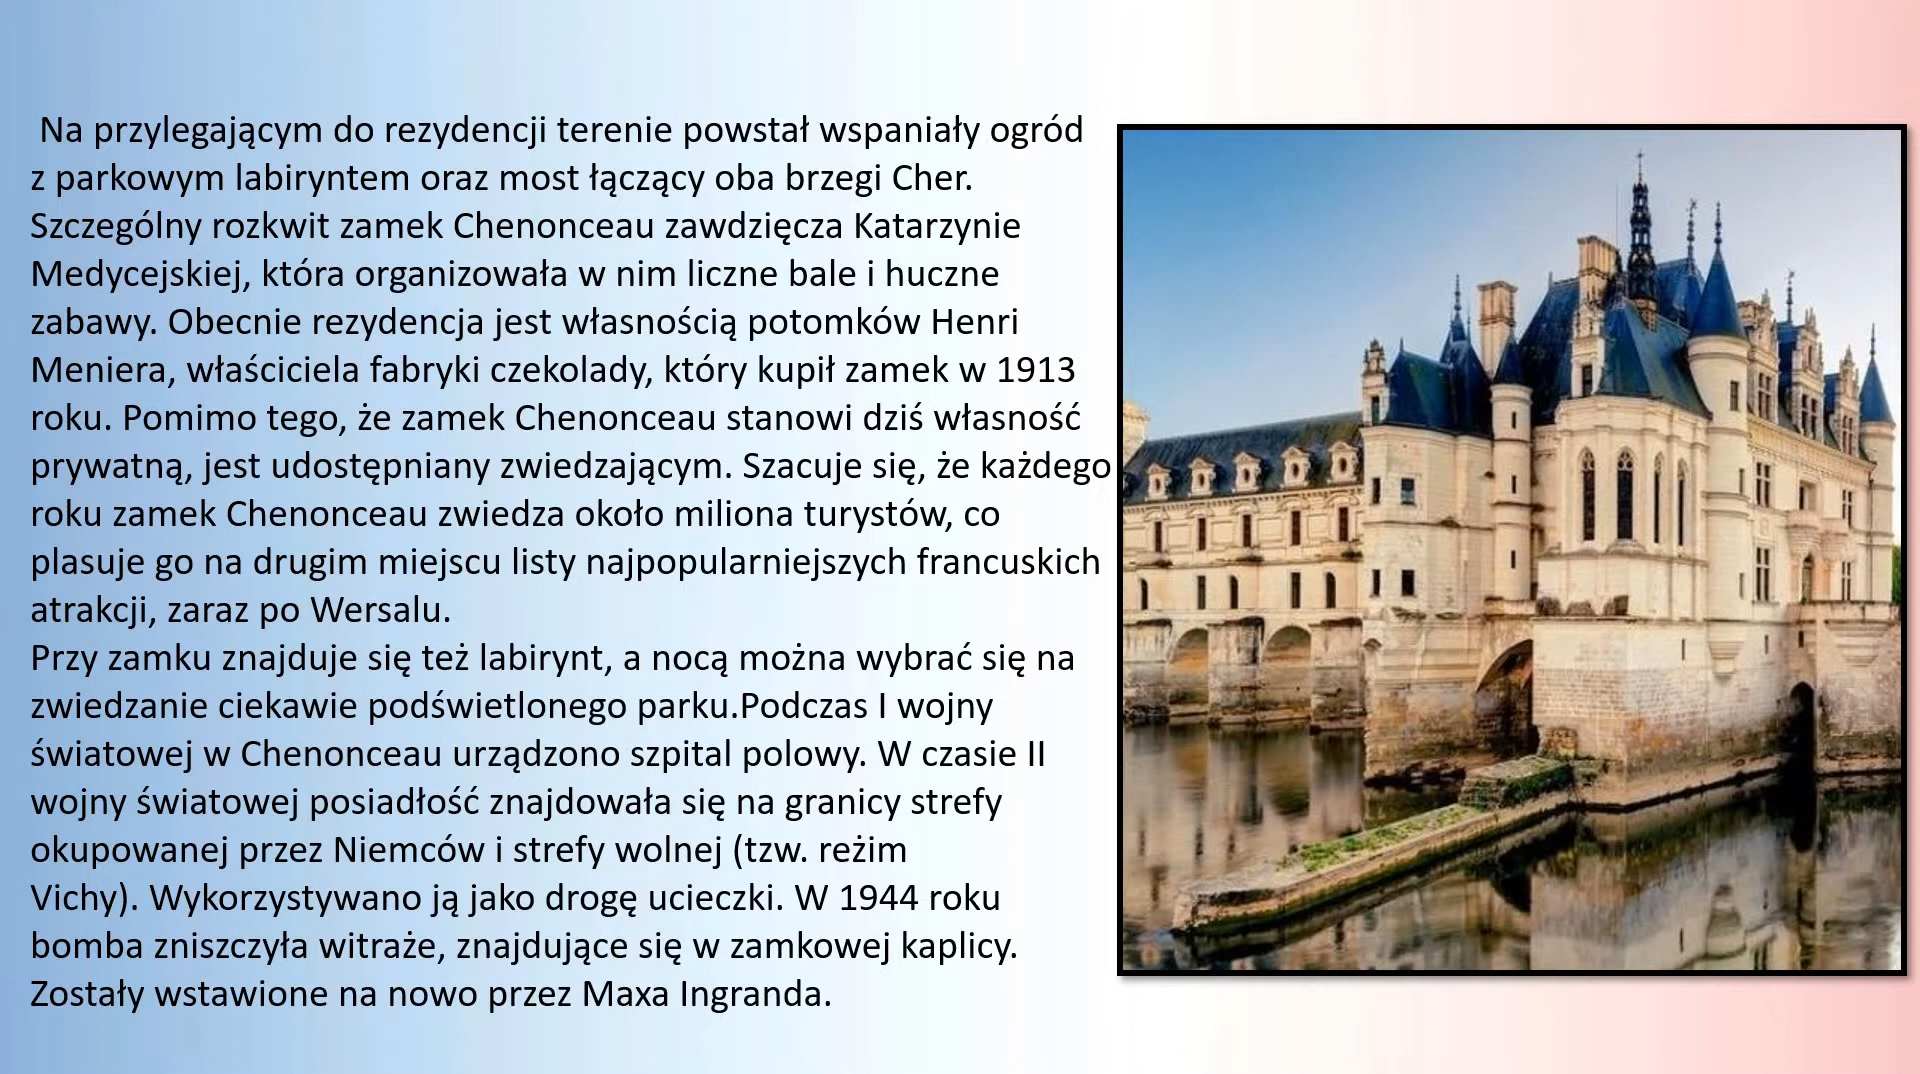 Na przylegającym do rezydencji terenie powstał wspaniały ogród
z parkowym labiryntem oraz most łączący oba brzegi Cher.
Szczególny rozkwit zamek Chenonceau zawdzięcza Katarzynie
Medycejskiej, która organizowała w nim liczne bale i huczne
zabawy. Obecnie rezydencja jest własnością potomków Henri
Meniera, właściciela fabryki czekolady, który kupił zamek w 1913
roku. Pomimo tego, że zamek Chenonceau stanowi dziś własność
prywatną, jest udostępniany zwiedzającym. Szacuje się, że każdego
roku zamek Chenonceau zwiedza około miliona turystów, co
plasuje go na drugim miejscu listy najpopularniejszych francuskich
atrakcji, zaraz po Wersalu.
Przy zamku znajduje się też labirynt, a nocą można wybrać się na
zwiedzanie ciekawie podświetlonego parku.Podczas I wojny
światowej w Chenonceau urządzono szpital polowy. W czasie II
wojny światowej posiadłość znajdowała się na granicy strefy
okupowanej przez Niemców i strefy wolnej (tzw. reżim
Vichy). Wykorzystywano ją jako drogę ucieczki. W 1944 roku
bomba zniszczyła witraże, znajdujące się w zamkowej kaplicy.
Zostały wstawione na nowo przez Maxa Ingranda.